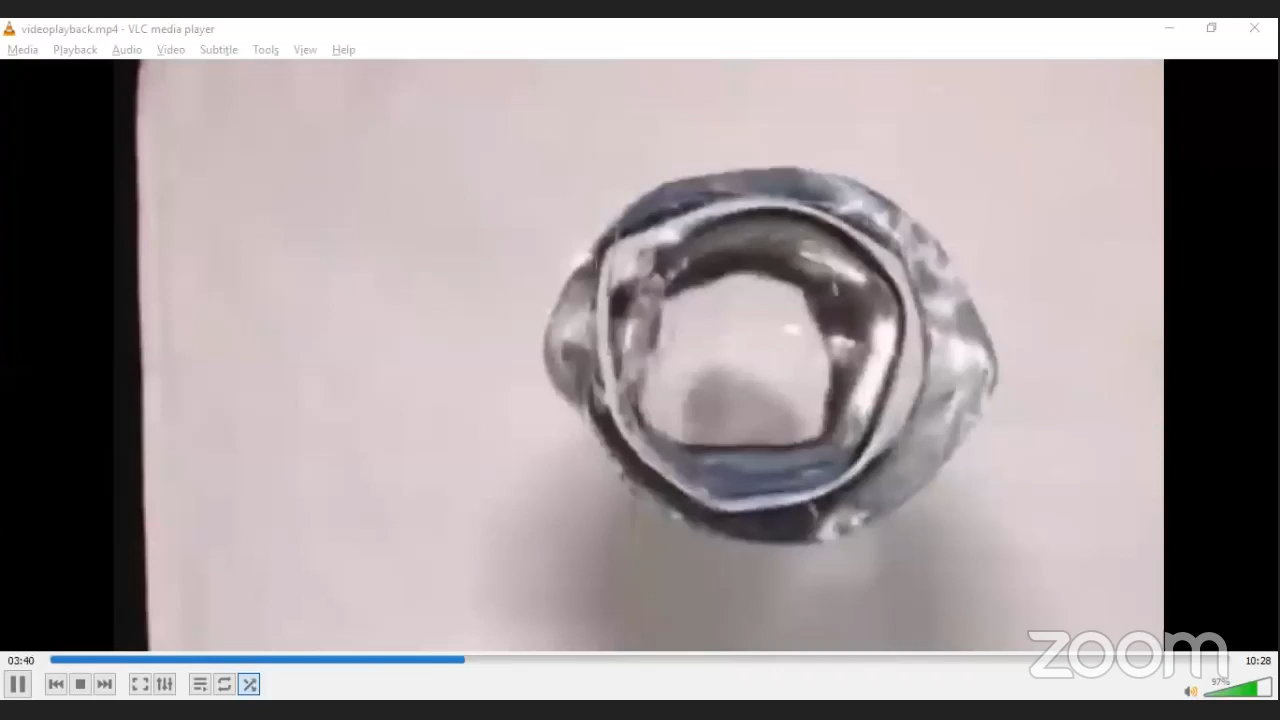 videoplayback.mp4 - VLC media player
Media Playback Audio Video Subtitle Tools View Help
03:40
10:28
97%
zoom